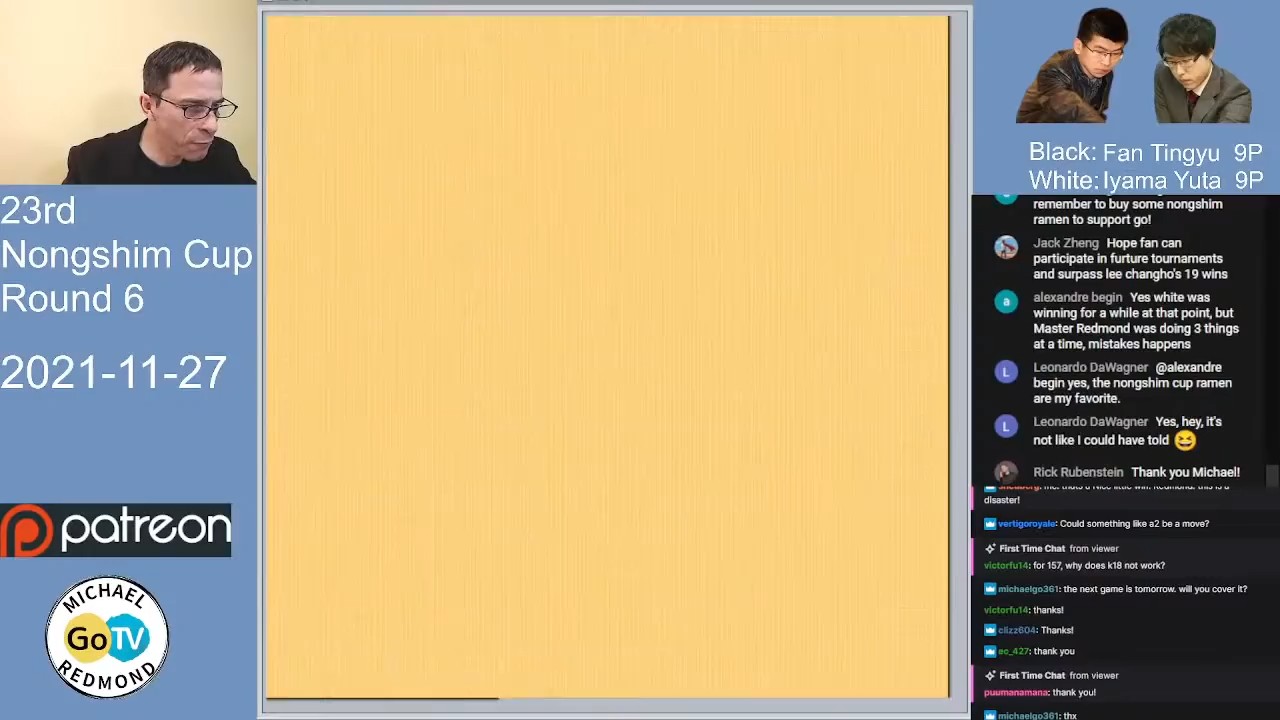 23rd
Nongshim Cup
Round 6
2021-11-27
patreon
MICHAEL
GoTV
REDMOND
Black: Fan Tingyu 9P
White: Iyama Yuta 9P
remember to buy some nongshim
ramen to support go!
Jack Zheng Hope fan can
participate in furture tournaments
and surpass lee changho's 19 wins
a
alexandre begin Yes white was
winning for a while at that point, but
Master Redmond was doing 3 things
at a time, mistakes happens
L
Leonardo DaWagner @alexandre
begin yes, the nongshim cup ramen
are my favorite.
L
Leonardo DaWagner Yes, hey, it's
not like I could have told 😆
Rick Rubenstein Thank you Michael!
disaster!
vertigoroyale: Could something like a2 be a move?
First Time Chat from viewer
victorfu14: for 157, why does k18 not work?
michaelgo361: the next game is tomorrow. will you cover it?
victorfu14: thanks!
clizz604: Thanks!
ec_427: thank you
First Time Chat from viewer
puumanamana: thank you!
michaelgo361: thx